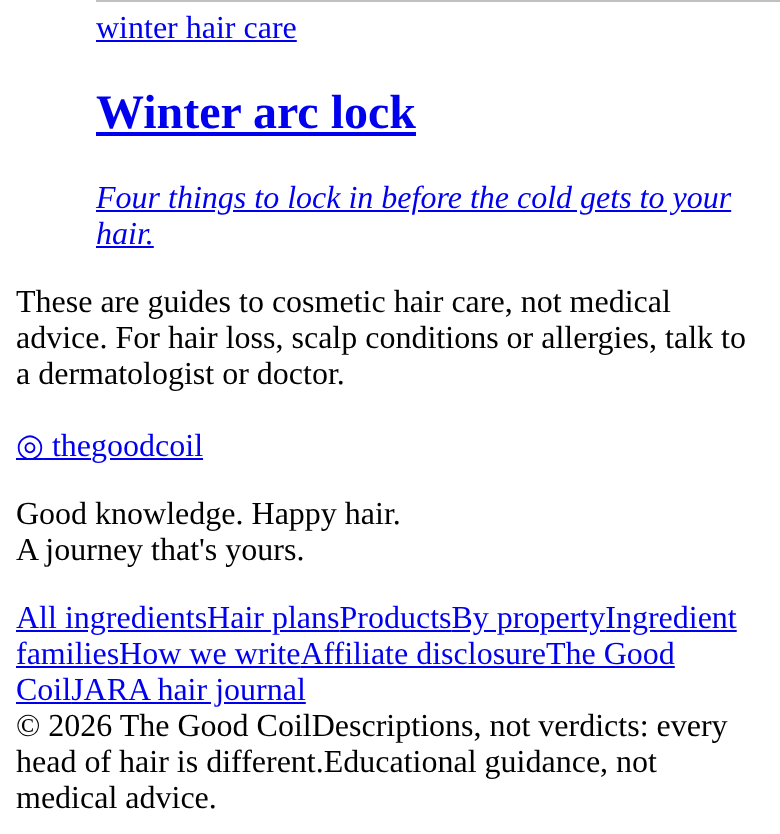 winter hair care
Winter arc lock
Four things to lock in before the cold gets to your
hair.
These are guides to cosmetic hair care, not medical
advice. For hair loss, scalp conditions or allergies, talk to
a dermatologist or doctor.
◎ thegoodcoil
Good knowledge. Happy hair.
A journey that's yours.
All ingredientsHair plansProductsBy propertyIngredient
familiesHow we writeAffiliate disclosureThe Good
CoilJARA hair journal
© 2026 The Good CoilDescriptions, not verdicts: every
head of hair is different.Educational guidance, not
medical advice.